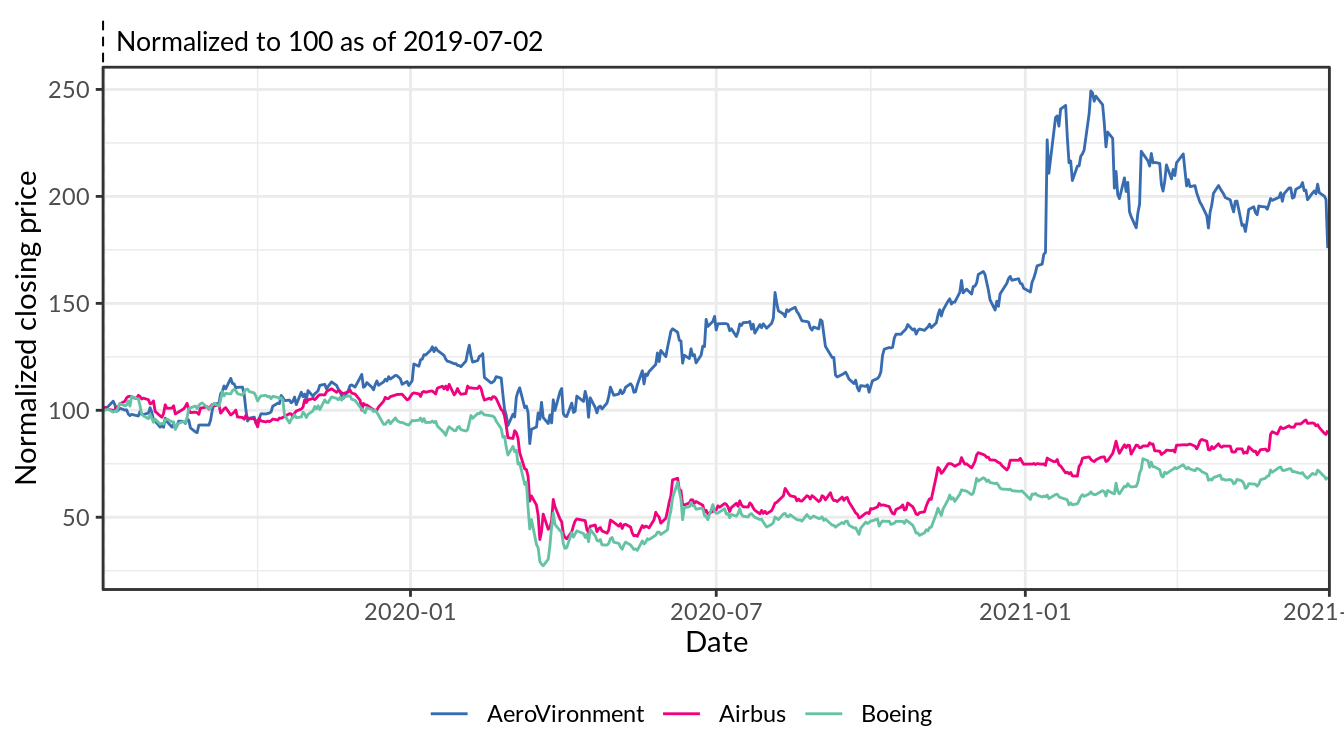 Normalized to 100 as of 2019-07-02
250
200
150
100
50
Normalized closing price
2020-01
2020-07
2021-01
2021-
Date
AeroVironment
Airbus
Boeing